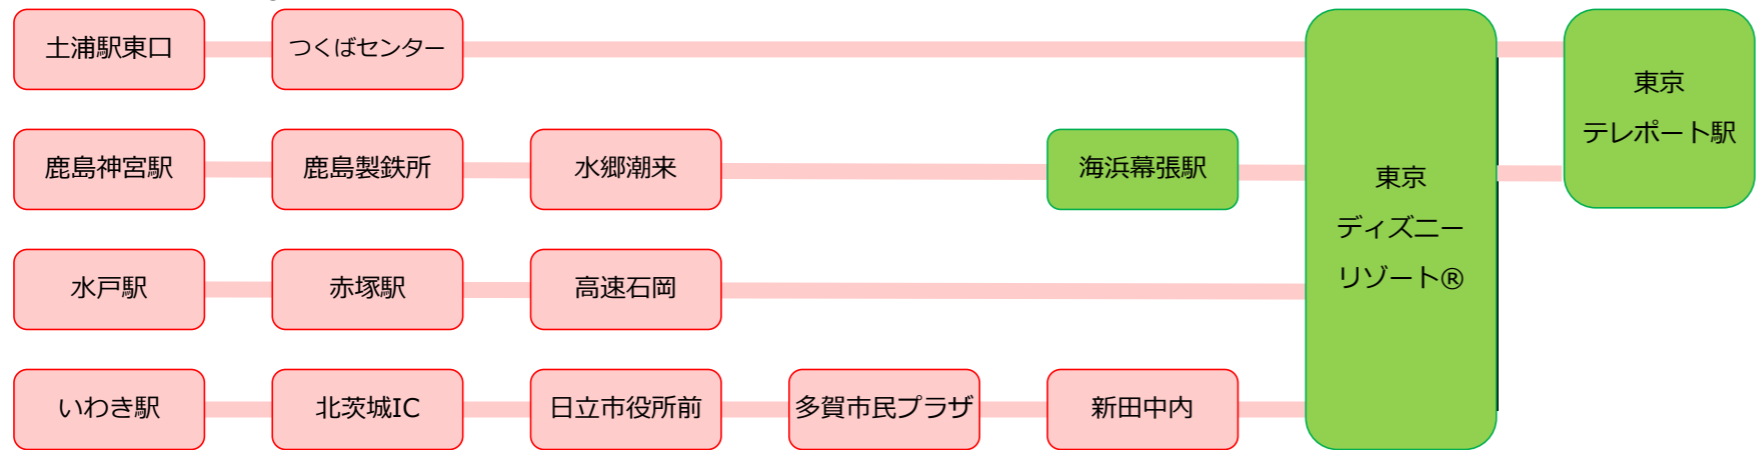 土浦駅東口
つくばセンター
東京
テレポート駅
鹿島神宮駅
鹿島製鉄所
水郷潮来
海浜幕張駅
東京
ディズニー
リゾート®
水戸駅
赤塚駅
高速石岡
いわき駅
北茨城IC
日立市役所前
多賀市民プラザ
新田中内